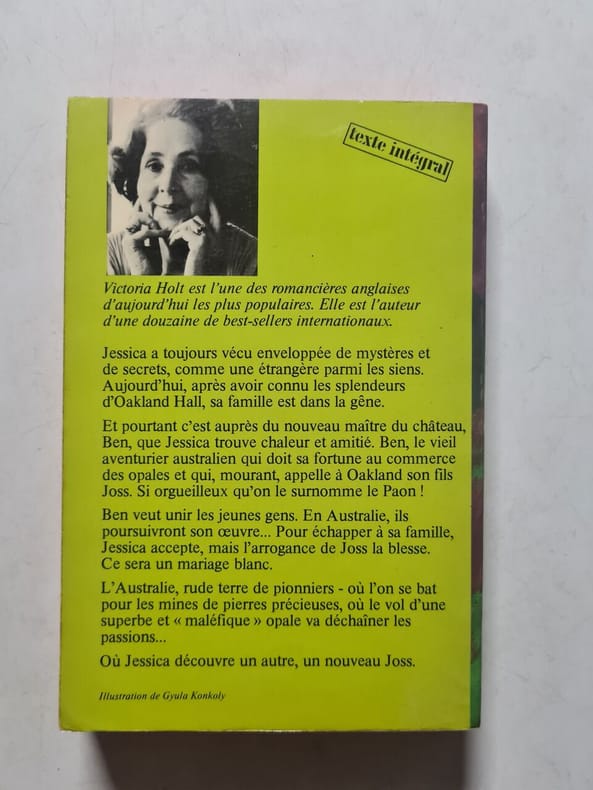 texte intégral
Victoria Holt est l'une des romancières anglaises
d'aujourd'hui les plus populaires. Elle est l'auteur
d'une douzaine de best-sellers internationaux.
Jessica a toujours vécu enveloppée de mystères et
de secrets, comme une étrangère parmi les siens.
Aujourd'hui, après avoir connu les splendeurs
d'Oakland Hall, sa famille est dans la gêne.
Et pourtant c'est auprès du nouveau maître du château,
Ben, que Jessica trouve chaleur et amitié. Ben, le vieil
aventurier australien qui doit sa fortune au commerce
des opales et qui, mourant, appelle à Oakland son fils
Joss. Si orgueilleux qu'on le surnomme le Paon !
Ben veut unir les jeunes gens. En Australie, ils
poursuivront son œuvre... Pour échapper à sa famille,
Jessica accepte, mais l'arrogance de Joss la blesse.
Ce sera un mariage blanc.
L'Australie, rude terre de pionniers - où l'on se bat
pour les mines de pierres précieuses, où le vol d'une
superbe et « maléfique » opale va déchaîner les
passions...
Où Jessica découvre un autre, un nouveau Joss.
Illustration de Gyula Konkoly